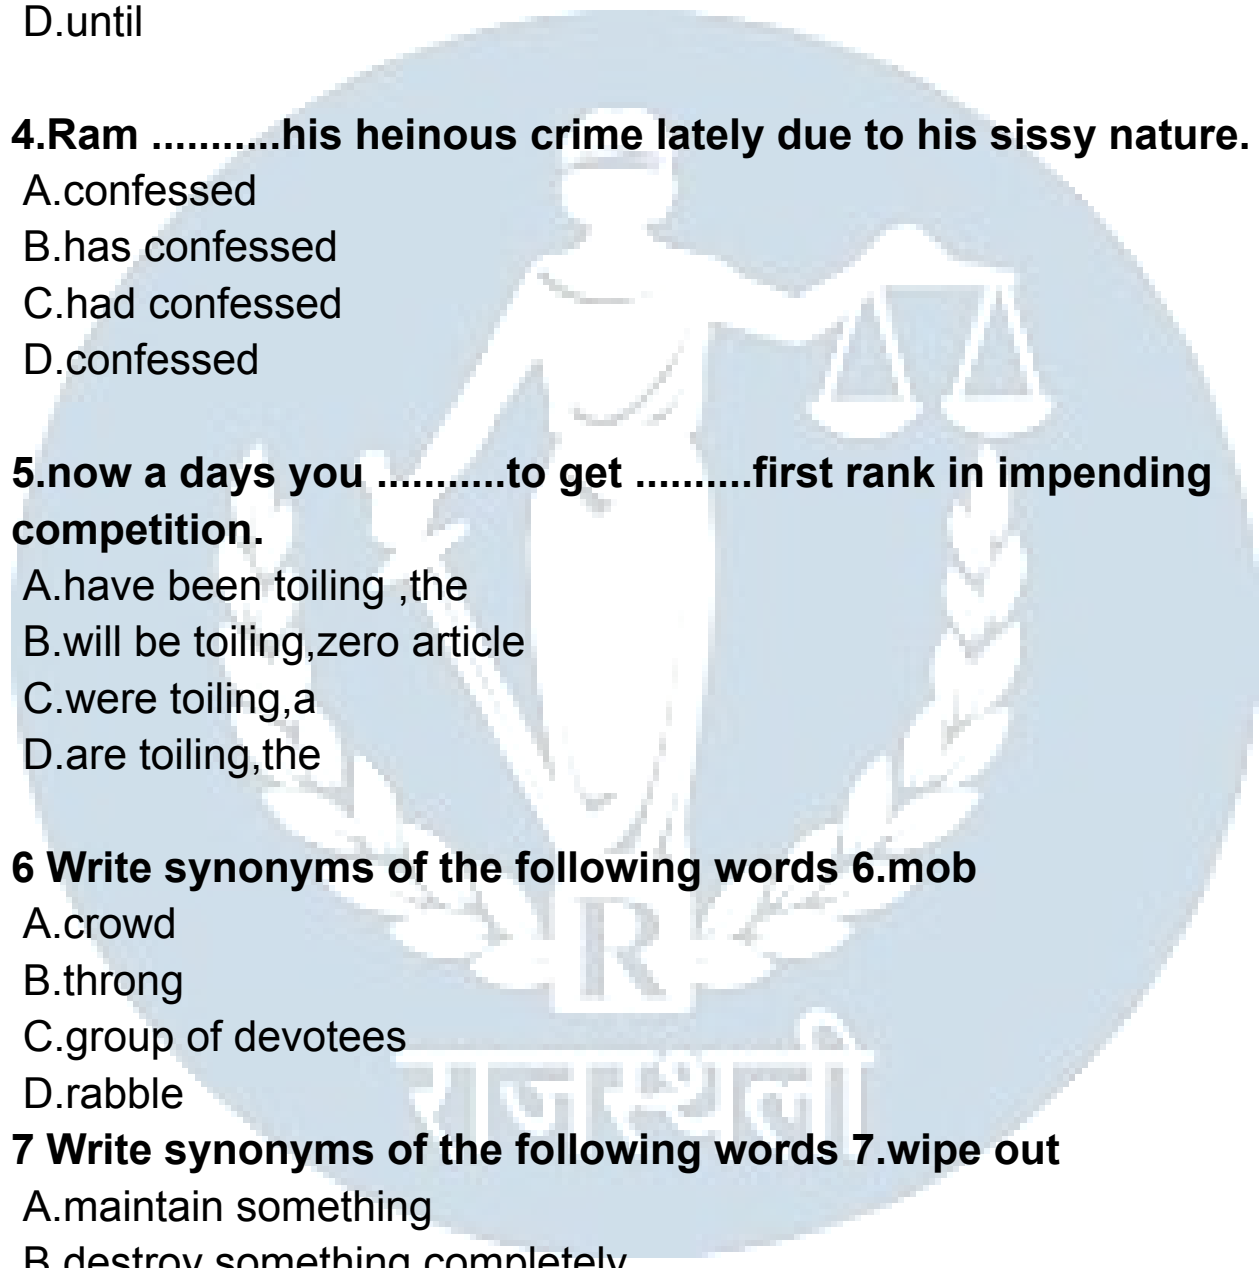 D.until
4.Ram ...........his heinous crime lately due to his sissy nature.
A.confessed
B.has confessed
C.had confessed
D.confessed
5.now a days you ...........to get ..........first rank in impending
competition.
A.have been toiling ,the
B.will be toiling,zero article
C.were toiling,a
D.are toiling,the
6 Write synonyms of the following words 6.mob
A.crowd
B.throng
C.group of devotees
D.rabble
R
राजस्थली
7 Write synonyms of the following words 7.wipe out
A.maintain something
B.destroy something completely